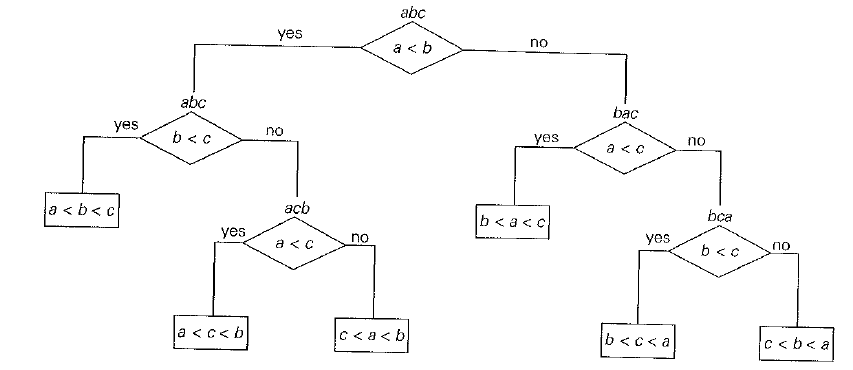 abc
yes
a < b
no
abc
bac
yes
b < c
no
yes
a < c
no
a < b < c
acb
b < a < c
bca
yes
a < c
no
yes
b < c
no
a < c < b
c < a < b
b < c < a
c < b < a